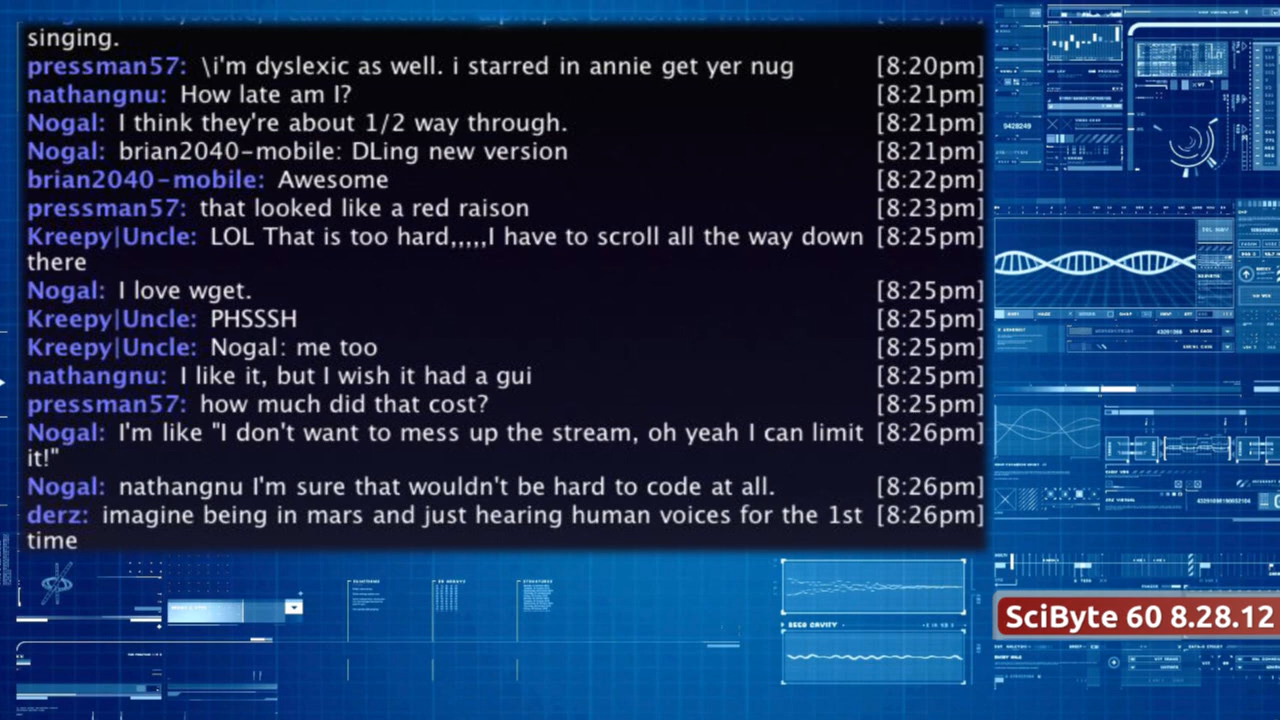 singing.
pressman57: \i'm dyslexic as well. i starred in annie get yer nug [8:20pm]
nathangnu: How late am I? [8:21pm]
Nogal: I think they're about 1/2 way through. [8:21pm]
Nogal: brian2040-mobile: DLing new version [8:21pm]
brian2040-mobile: Awesome [8:22pm]
pressman57: that looked like a red raison [8:23pm]
Kreepy|Uncle: LOL That is too hard,,,,,I have to scroll all the way down [8:25pm]
there
Nogal: I love wget. [8:25pm]
Kreepy|Uncle: PHSSSH [8:25pm]
Kreepy|Uncle: Nogal: me too [8:25pm]
nathangnu: I like it, but I wish it had a gui [8:25pm]
pressman57: how much did that cost? [8:25pm]
Nogal: I'm like "I don't want to mess up the stream, oh yeah I can limit [8:26pm]
it!"
Nogal: nathangnu I'm sure that wouldn't be hard to code at all. [8:26pm]
derz: imagine being in mars and just hearing human voices for the 1st [8:26pm]
time
9428249
SciByte 60 8.28.12